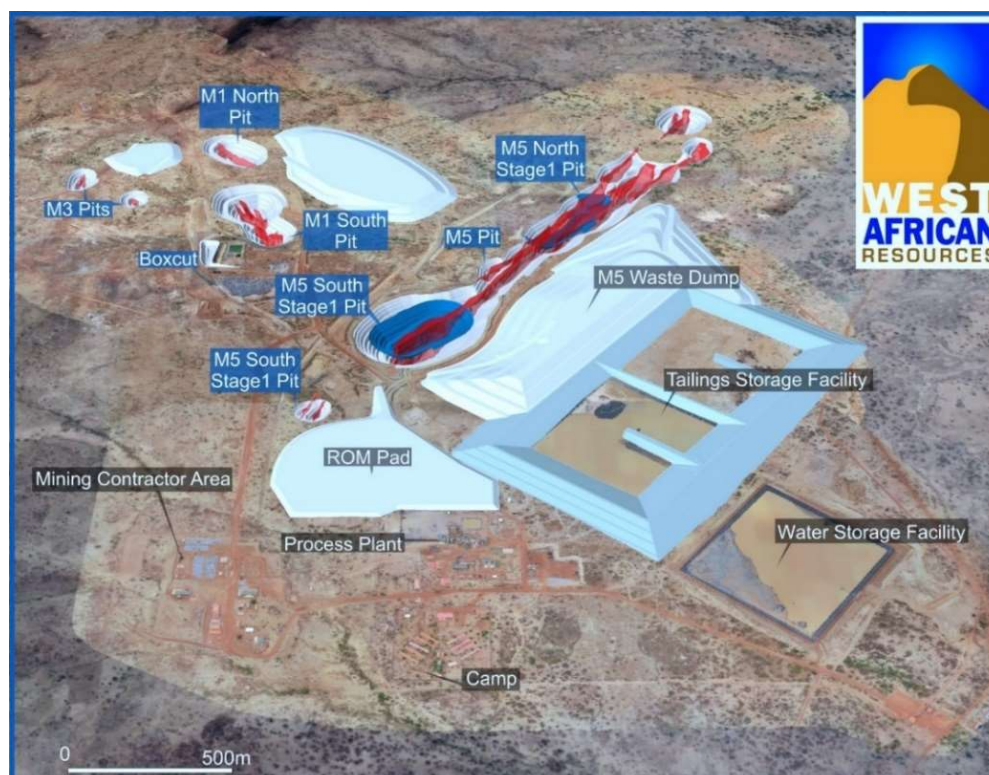 M1 North
Pit
M5 North
Stage1 Pit
WEST
AFRICAN
RESOURCES
M3 Pits
M1 South
Pit
Boxcut
M5 Pit
M5 South
Stage1 Pit
M5 Waste Dump
M5 South
Stage1 Pit
Tailings Storage Facility
ROM Pad
Mining Contractor Area
Process Plant
Water Storage Facility
Camp
0
500m